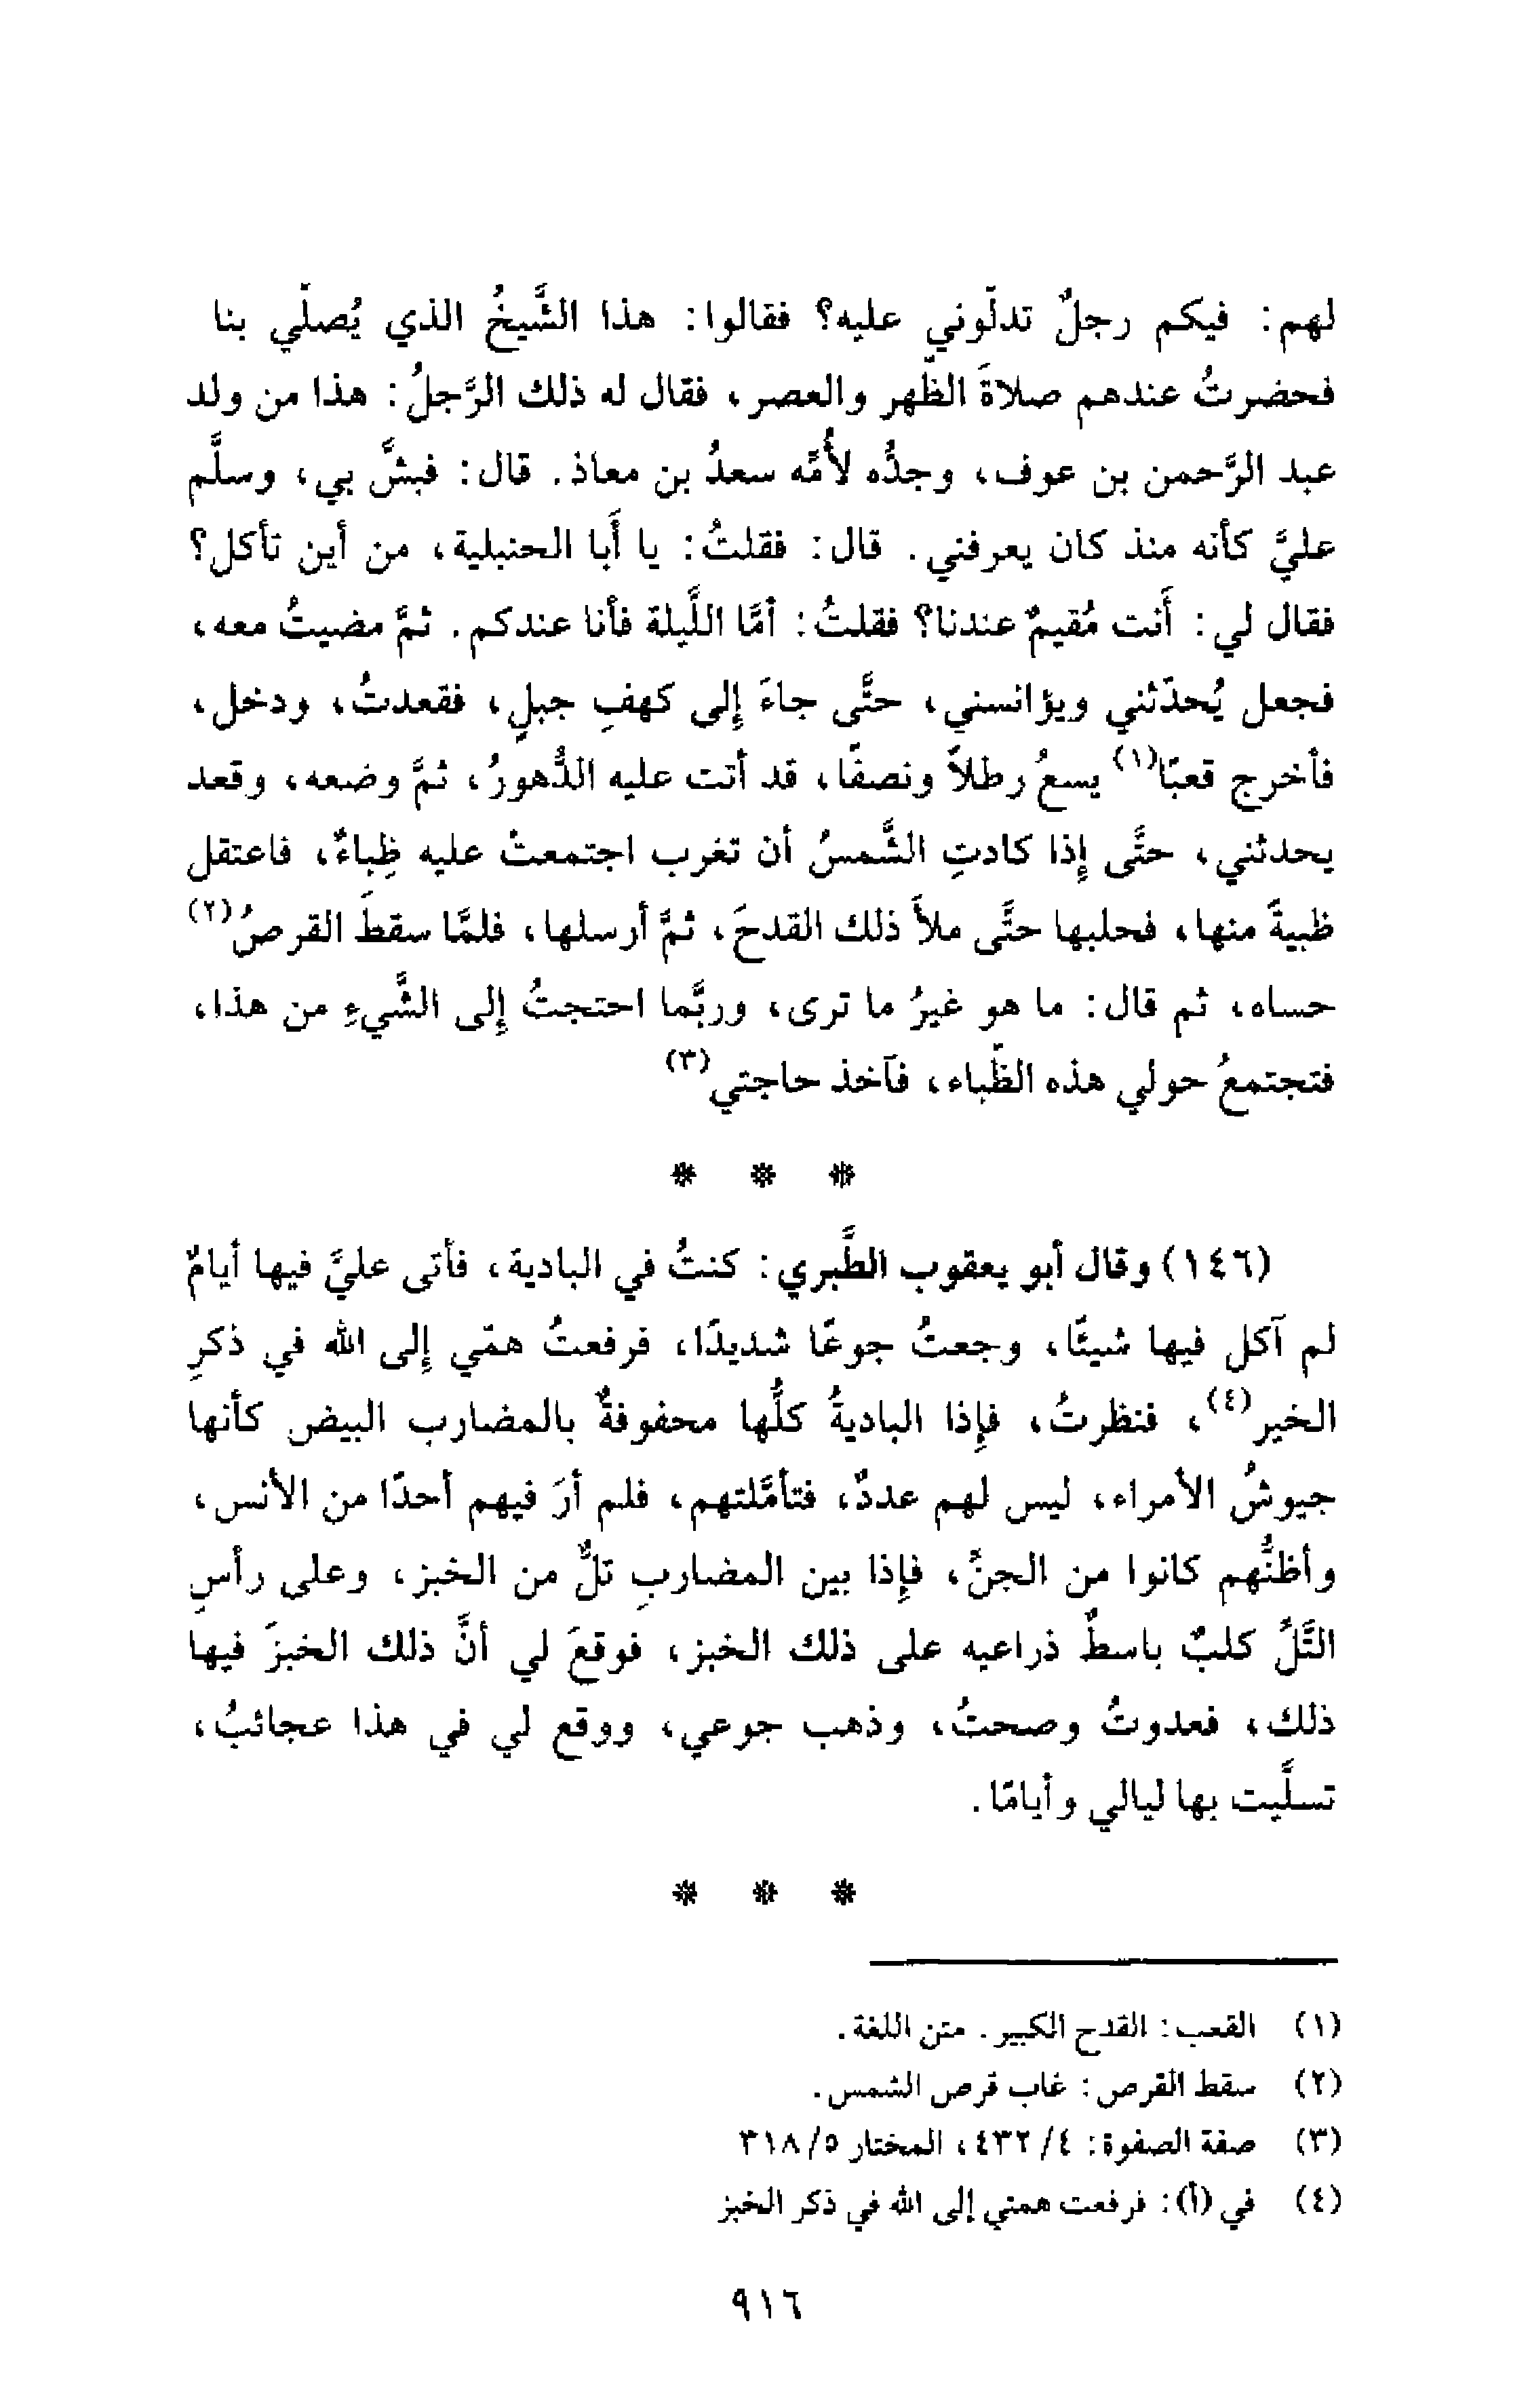 لهم: فيكم رجلٌ تدلّوني عليه؟ فقالوا: هذا الشَّيخُ الذي يُصلّي بنا
فحضرتُ عندهم صلاةَ الظّهر والعصر، فقال له ذلك الرَّجلُ: هذا من ولد
عبد الرَّحمن بن عوف، وجدُّه لأُمّه سعدُ بن معاذ. قال: فبشَّ بي، وسلَّم
عليَّ كأنه منذ كان يعرفني. قال: فقلتُ: يا أَبا الحنبلية، من أين تأكل؟
فقال لي: أَنت مُقيمٌ عندنا؟ فقلتُ: أمَّا اللَّيلة فأنا عندكم. ثمَّ مضيتُ معه،
فجعل يُحدّثني ويؤانسني، حتَّى جاءَ إلى كهفِ جبلٍ، فقعدتُ، ودخل،
فأخرج قعبًا(١) يسعُ رطلاً ونصفًا، قد أتت عليه الدُّهورُ، ثمَّ وضعه، وقعد
يحدثني، حتَّى إذا كادتِ الشَّمسُ أن تغرب اجتمعتْ عليه ظِباءٌ، فاعتقل
ظبيةً منها، فحلبها حتَّى ملأَ ذلك القدحَ، ثمَّ أرسلها، فلمَّا سقطَ القرصُ(٢)
حساه، ثم قال: ما هو غيرُ ما ترى، وربَّما احتجتُ إلى الشَّيءِ من هذا،
فتجتمعُ حولي هذه الظّباء، فآخذ حاجتي(٣)
* * *
(١٤٦) وقال أبو يعقوب الطَّبري: كنتُ في البادية، فأتى عليَّ فيها أيامٌ
لم آكل فيها شيئًا، وجعتُ جوعًا شديدًا، فرفعتُ همّي إلى الله في ذكرِ
الخير(٤)، فنظرتُ، فإذا الباديةُ كلُّها محفوفةٌ بالمضارب البيض كأنها
جيوشُ الأمراء، ليس لهم عددٌ، فتأمَّلتهم، فلم أرَ فيهم أحدًا من الأنس،
وأظنُّهم كانوا من الجنِّ، فإذا بين المضاربِ تلٌّ من الخبز، وعلى رأسِ
التَّلِّ كلبٌ باسطٌ ذراعيه على ذلك الخبز، فوقعَ لي أنَّ ذلك الخبزَ فيها
ذلك، فعدوتُ وصحتُ، وذهب جوعي، ووقع لي في هذا عجائبُ،
تسلَّيت بها ليالي وأيامًا.
* * *
(١) القعب: القدح الكبير. متن اللغة.
(٢) سقط القرص: غاب قرص الشمس.
(٣) صفة الصفوة: ٤/ ٤٣٢، المختار ٥/ ٣١٨
(٤) في (أ): فرفعت همتي إلى الله في ذكر الخبز
٩١٦